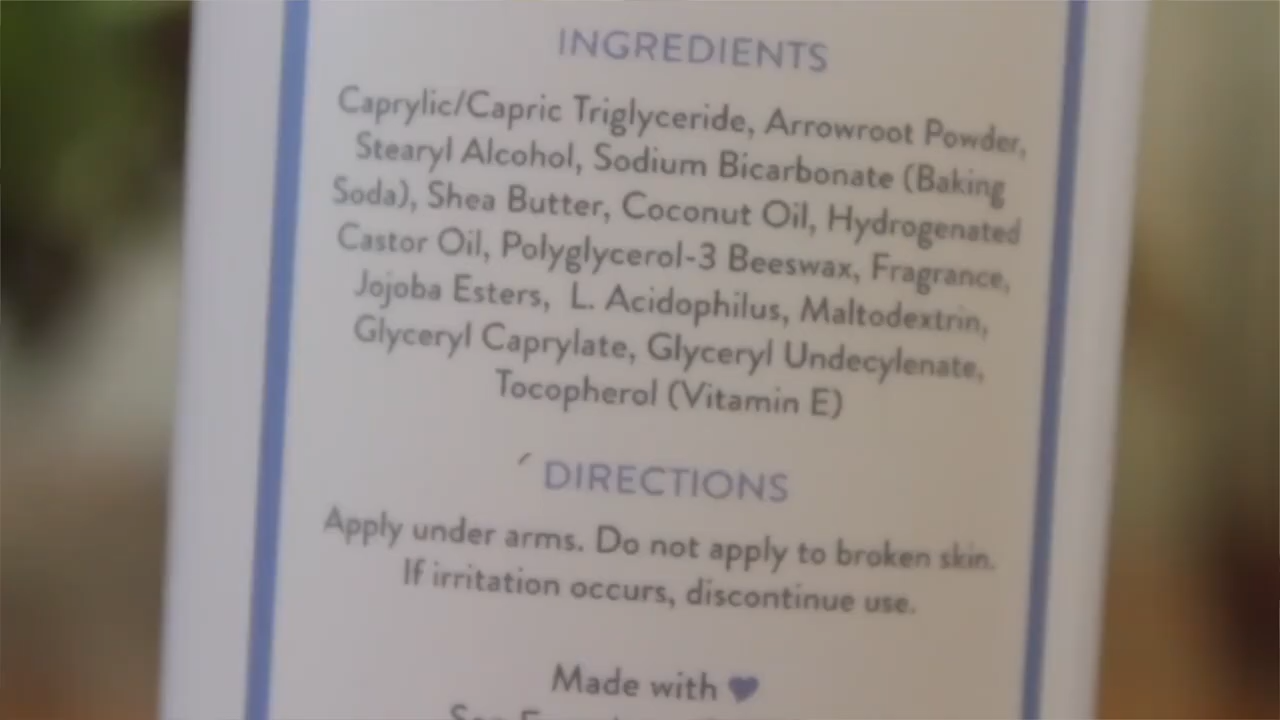 INGREDIENTS
Caprylic/Capric Triglyceride, Arrowroot Powder,
Stearyl Alcohol, Sodium Bicarbonate (Baking
Soda), Shea Butter, Coconut Oil, Hydrogenated
Castor Oil, Polyglycerol-3 Beeswax, Fragrance,
Jojoba Esters, L. Acidophilus, Maltodextrin,
Glyceryl Caprylate, Glyceryl Undecylenate,
Tocopherol (Vitamin E)
DIRECTIONS
Apply under arms. Do not apply to broken skin.
If irritation occurs, discontinue use.
Made with